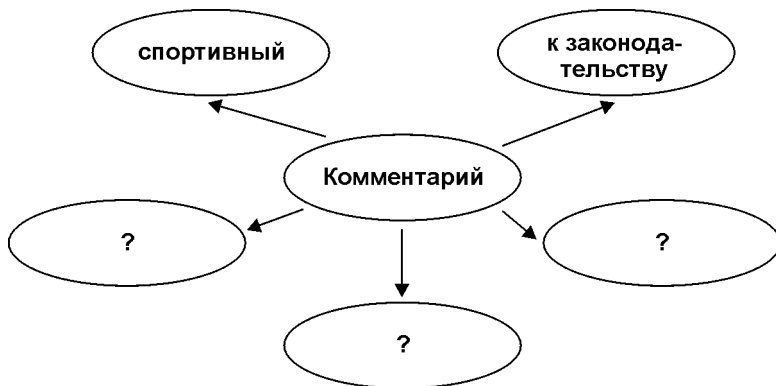 спортивный
к законода-
тельству
Комментарий
?
?
?